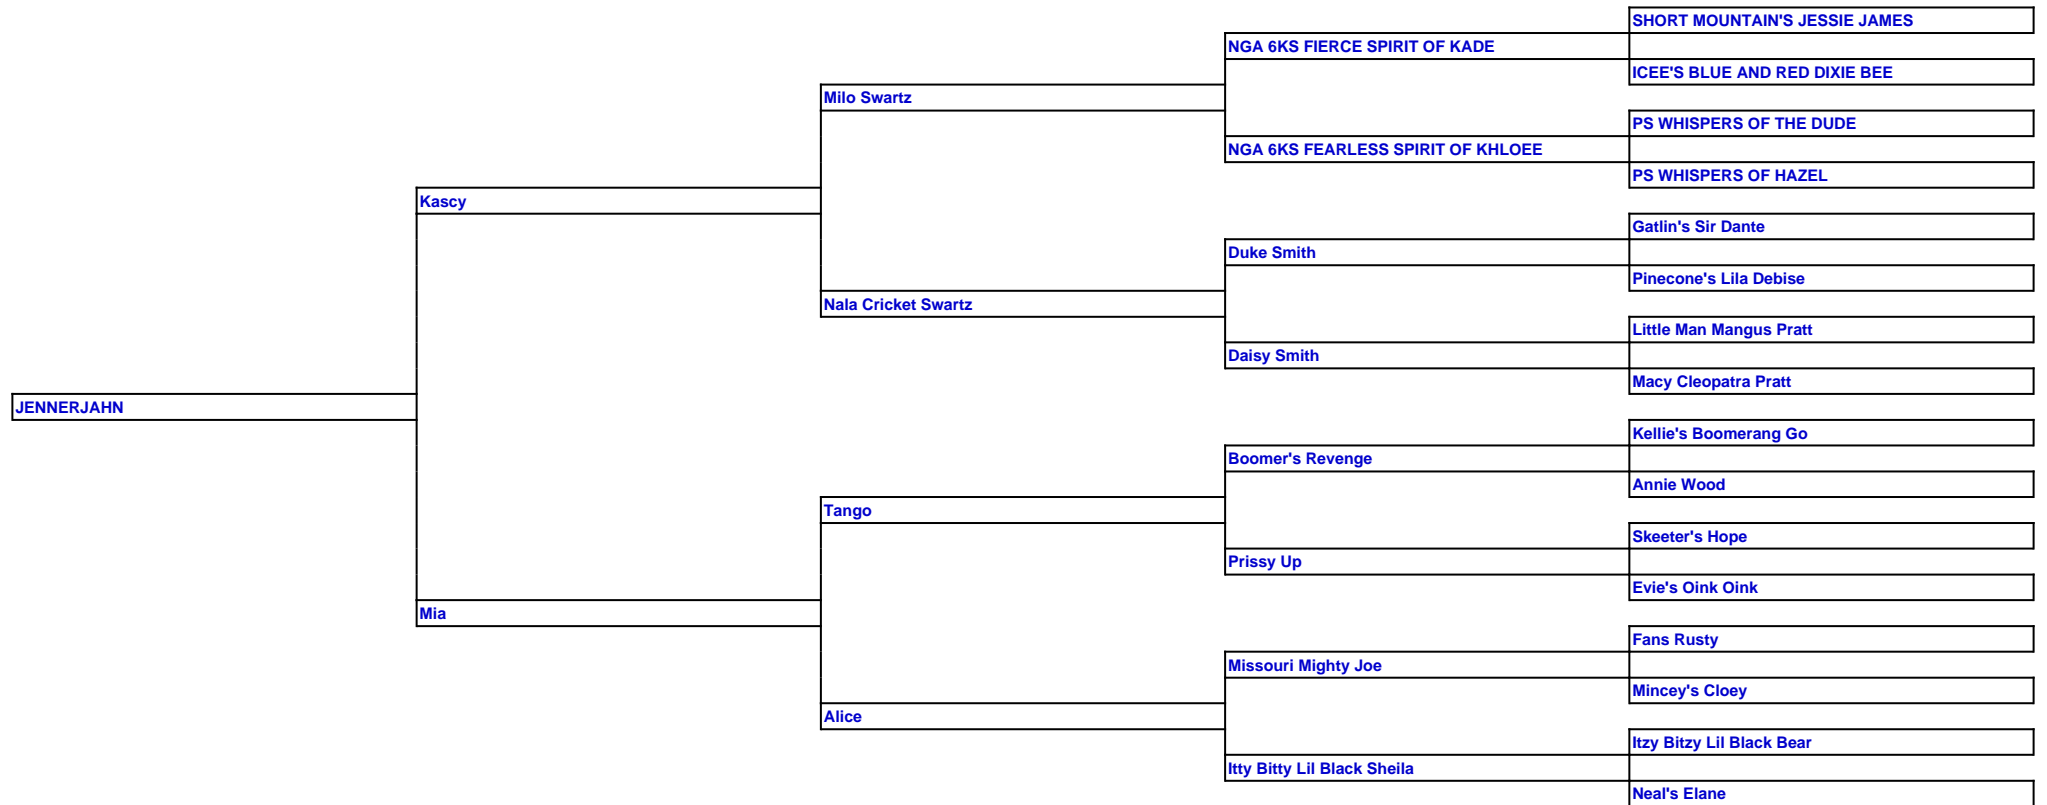 SHORT MOUNTAIN'S JESSIE JAMES
NGA 6KS FIERCE SPIRIT OF KADE
ICEE'S BLUE AND RED DIXIE BEE
Milo Swartz
PS WHISPERS OF THE DUDE
NGA 6KS FEARLESS SPIRIT OF KHLOEE
PS WHISPERS OF HAZEL
Kascy
Gatlin's Sir Dante
Duke Smith
Pinecone's Lila Debise
Nala Cricket Swartz
Little Man Mangus Pratt
Daisy Smith
Macy Cleopatra Pratt
JENNERJAHN
Kellie's Boomerang Go
Boomer's Revenge
Annie Wood
Tango
Skeeter's Hope
Prissy Up
Evie's Oink Oink
Mia
Fans Rusty
Missouri Mighty Joe
Mincey's Cloey
Alice
Itzy Bitzy Lil Black Bear
Itty Bitty Lil Black Sheila
Neal's Elane